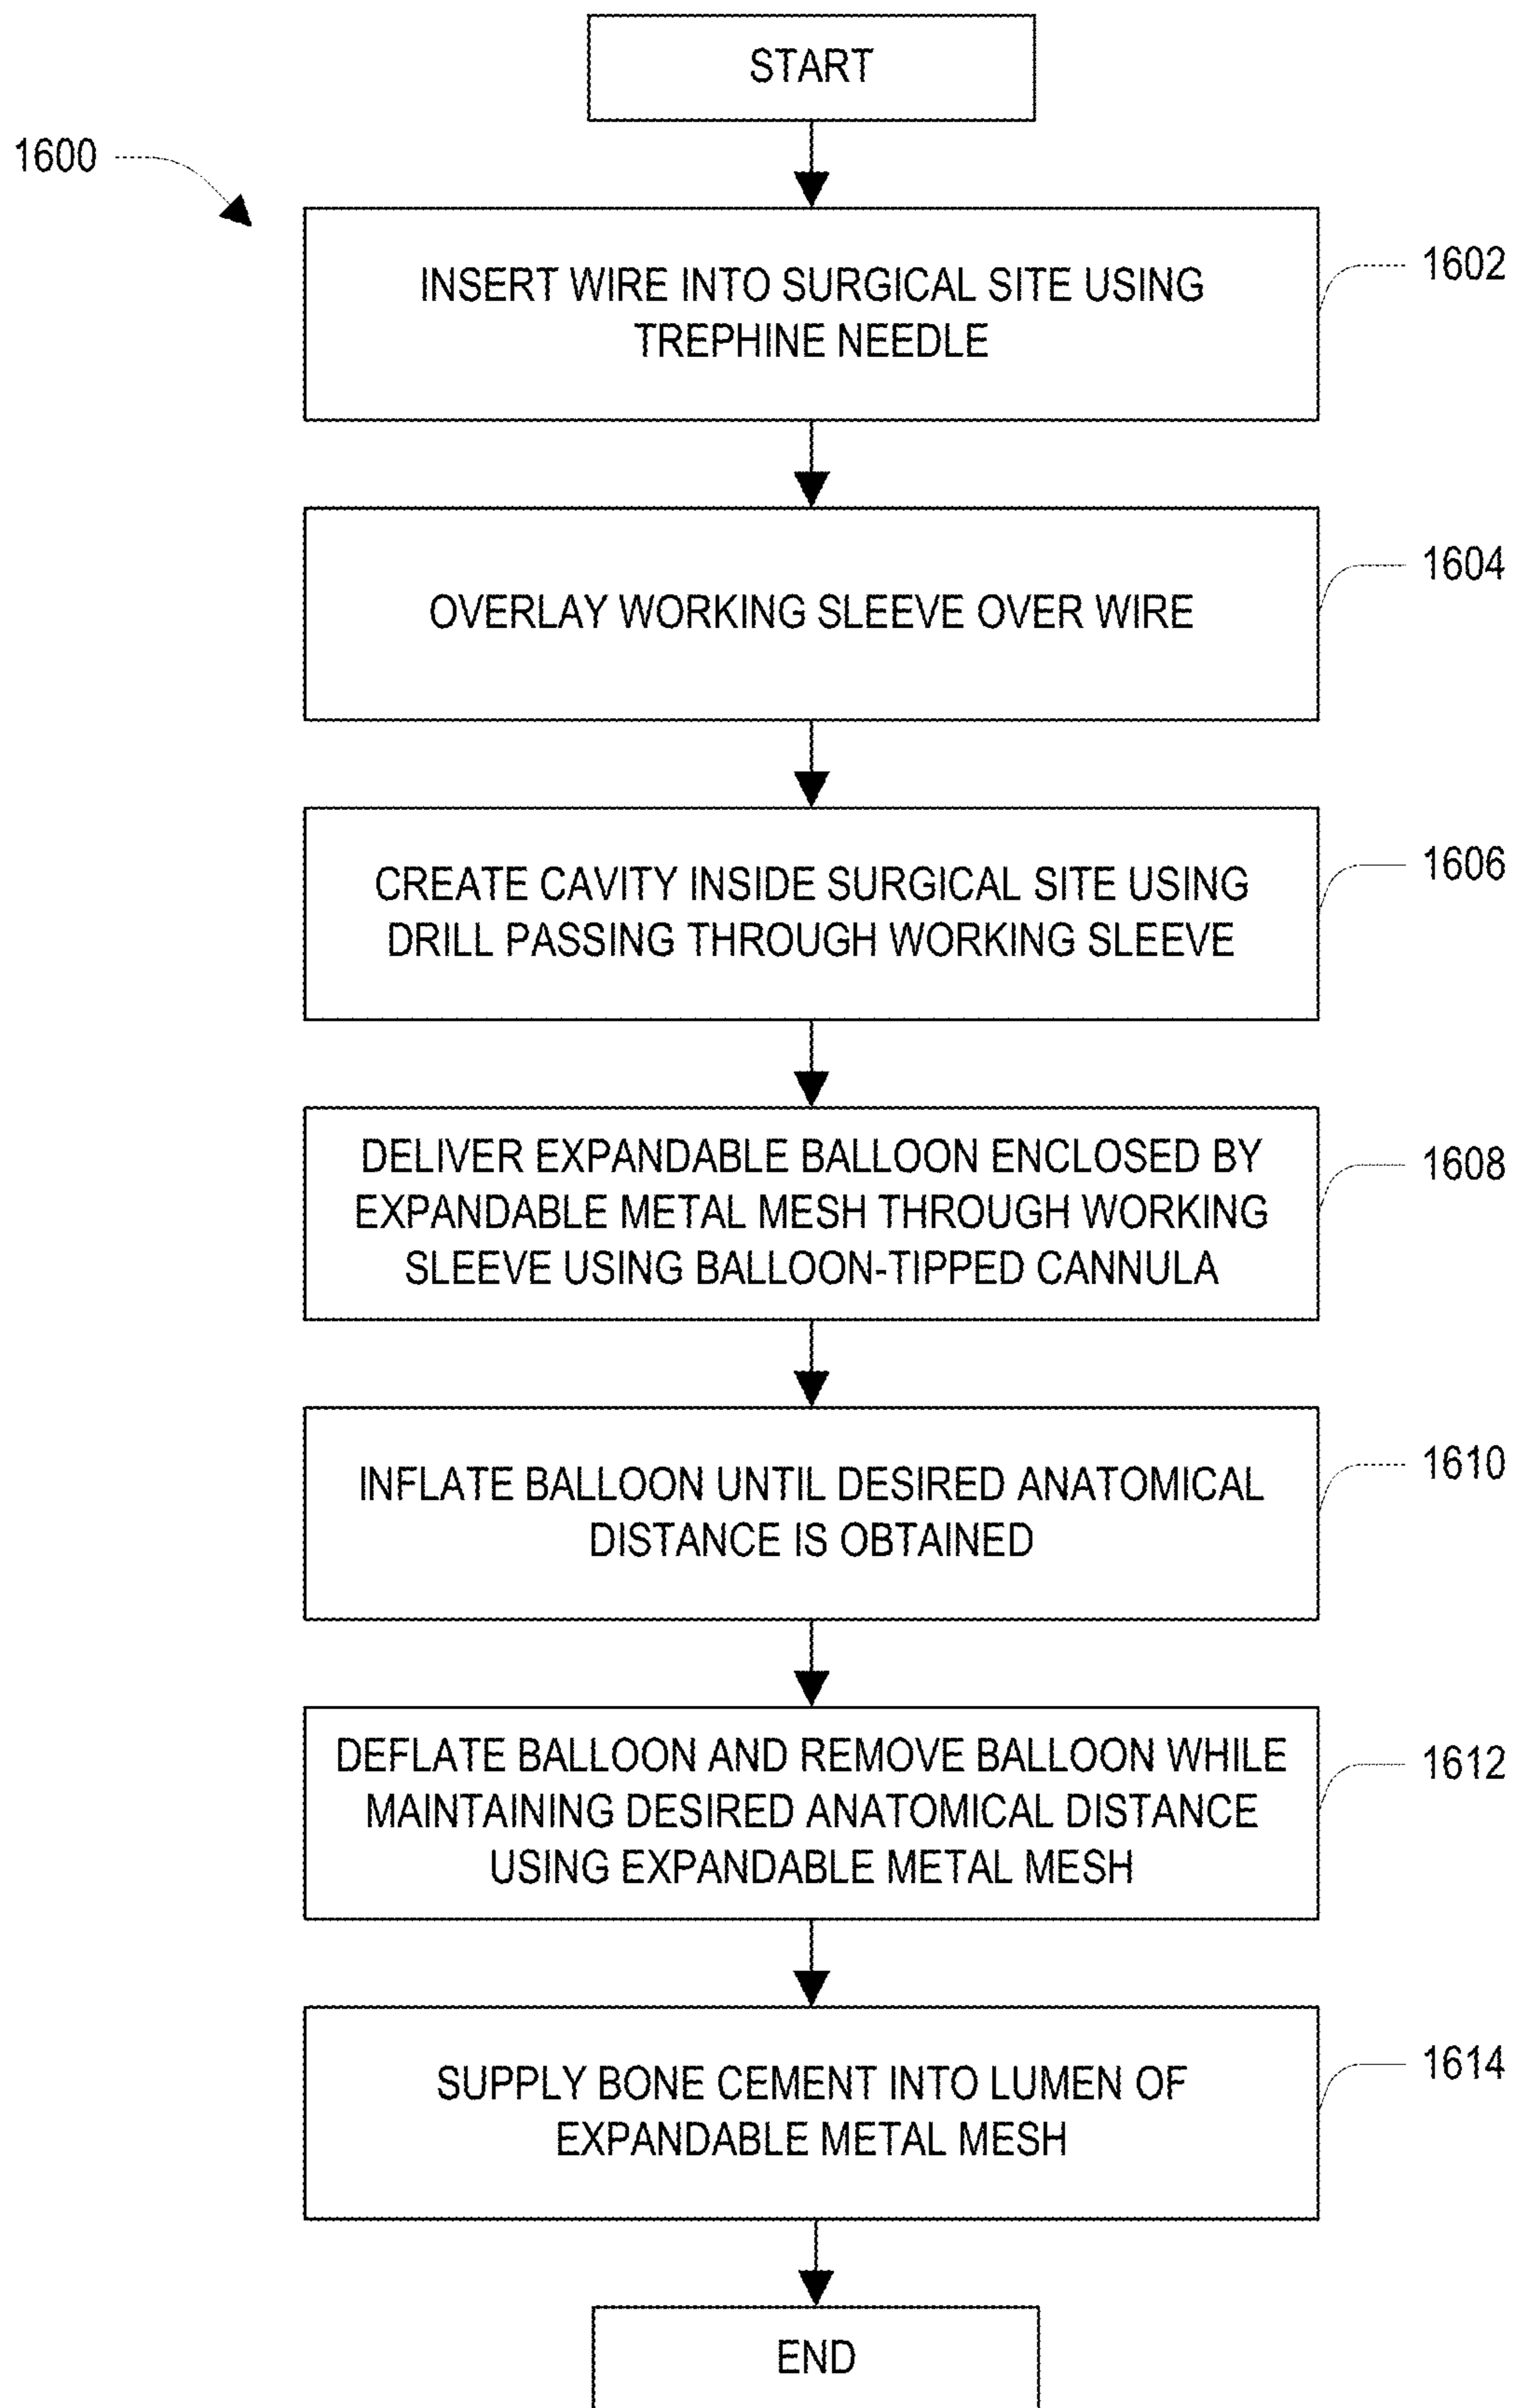 START
1600
INSERT WIRE INTO SURGICAL SITE USING
TREPHINE NEEDLE
1602
OVERLAY WORKING SLEEVE OVER WIRE
1604
CREATE CAVITY INSIDE SURGICAL SITE USING
DRILL PASSING THROUGH WORKING SLEEVE
1606
DELIVER EXPANDABLE BALLOON ENCLOSED BY
EXPANDABLE METAL MESH THROUGH WORKING
SLEEVE USING BALLOON-TIPPED CANNULA
1608
INFLATE BALLOON UNTIL DESIRED ANATOMICAL
DISTANCE IS OBTAINED
1610
DEFLATE BALLOON AND REMOVE BALLOON WHILE
MAINTAINING DESIRED ANATOMICAL DISTANCE
USING EXPANDABLE METAL MESH
1612
SUPPLY BONE CEMENT INTO LUMEN OF
EXPANDABLE METAL MESH
1614
END